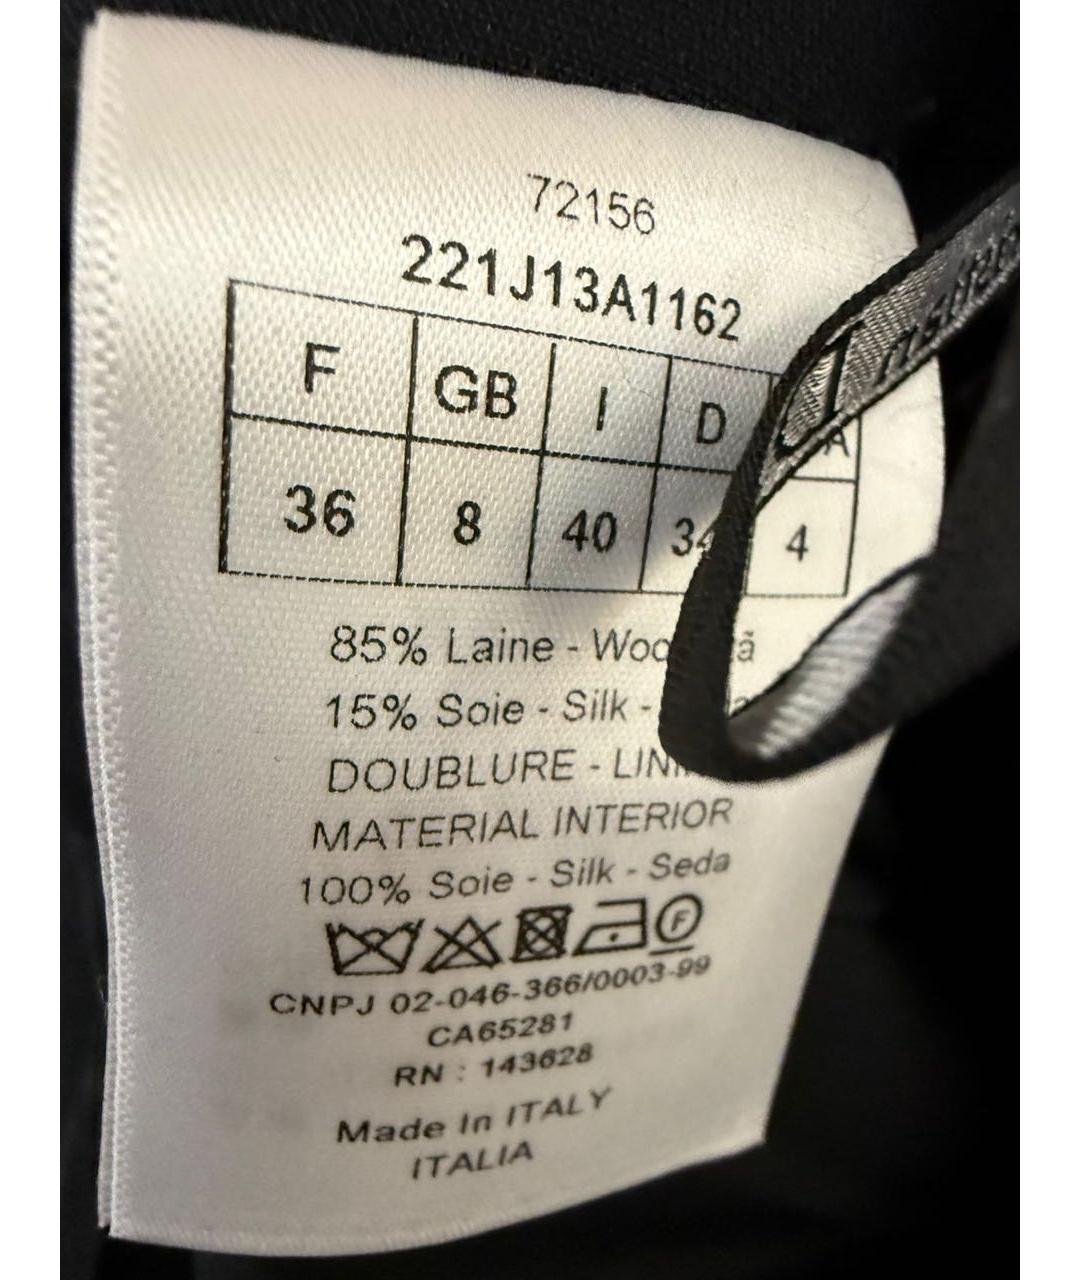 72156
221J13A1162
F GB I D
36 8 40 34 4
85% Laine - Wool
15% Soie - Silk -
DOUBLURE -
MATERIAL INTERIOR
100% Soie - Silk - Seda
F
CNPJ 02-046-366/0003-99
CA65281
RN : 143628
Made In ITALY
ITALIA